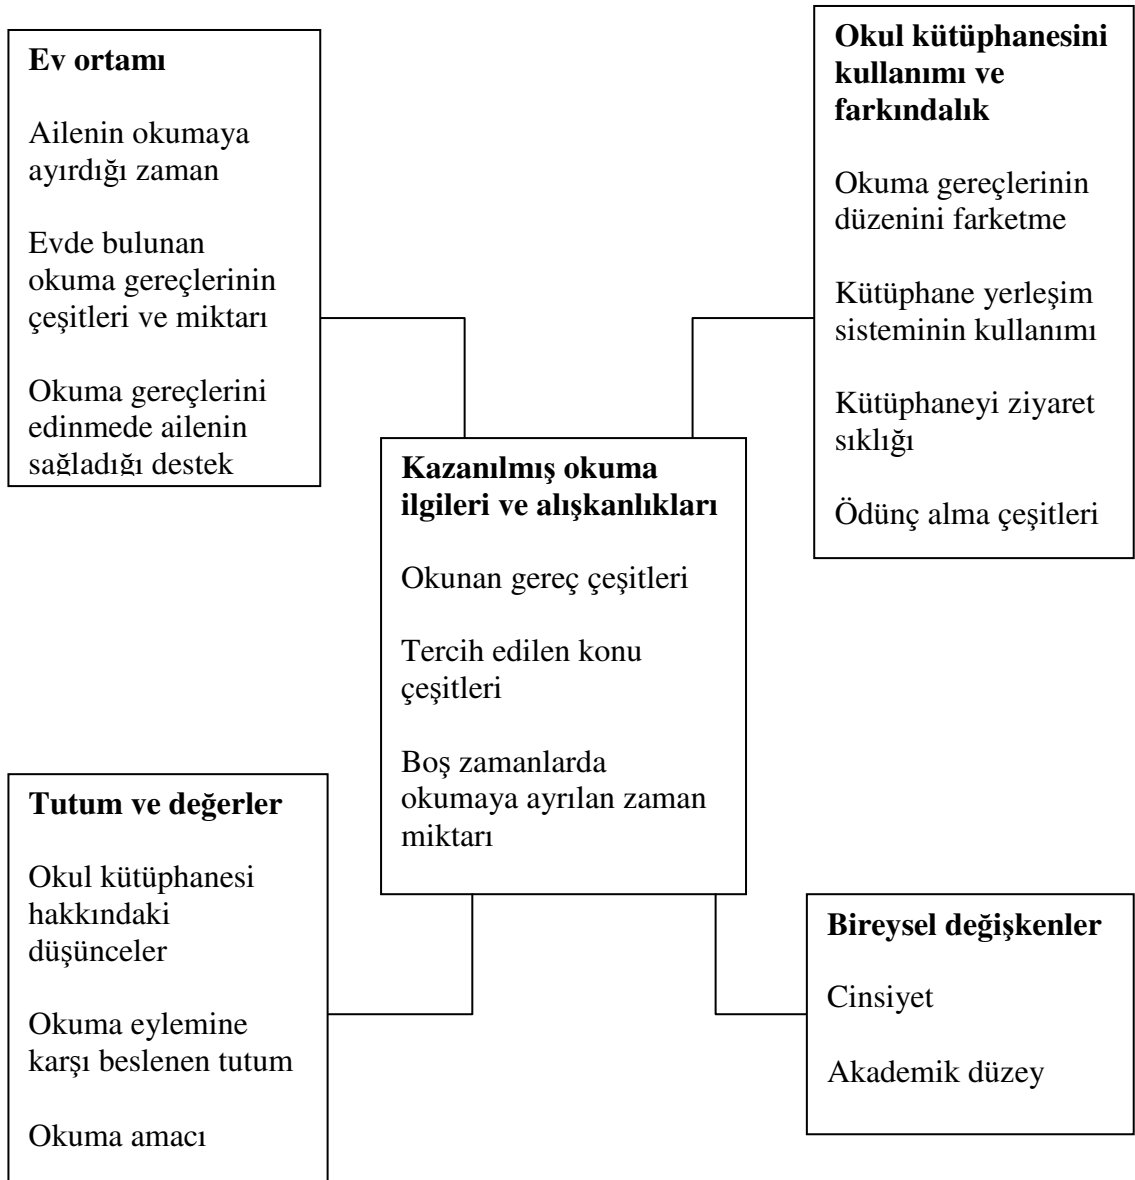 Ev ortamı
Ailenin okumaya
ayırdığı zaman
Evde bulunan
okuma gereçlerinin
çeşitleri ve miktarı
Okuma gereçlerini
edinmede ailenin
sağladığı destek
Okul kütüphanesini
kullanımı ve
farkındalık
Okuma gereçlerinin
düzenini farketme
Kütüphane yerleşim
sisteminin kullanımı
Kütüphaneyi ziyaret
sıklığı
Ödünç alma çeşitleri
Kazanılmış okuma
ilgileri ve alışkanlıkları
Okunan gereç çeşitleri
Tercih edilen konu
çeşitleri
Boş zamanlarda
okumaya ayrılan zaman
miktarı
Tutum ve değerler
Okul kütüphanesi
hakkındaki
düşünceler
Okuma eylemine
karşı beslenen tutum
Okuma amacı
Bireysel değişkenler
Cinsiyet
Akademik düzey